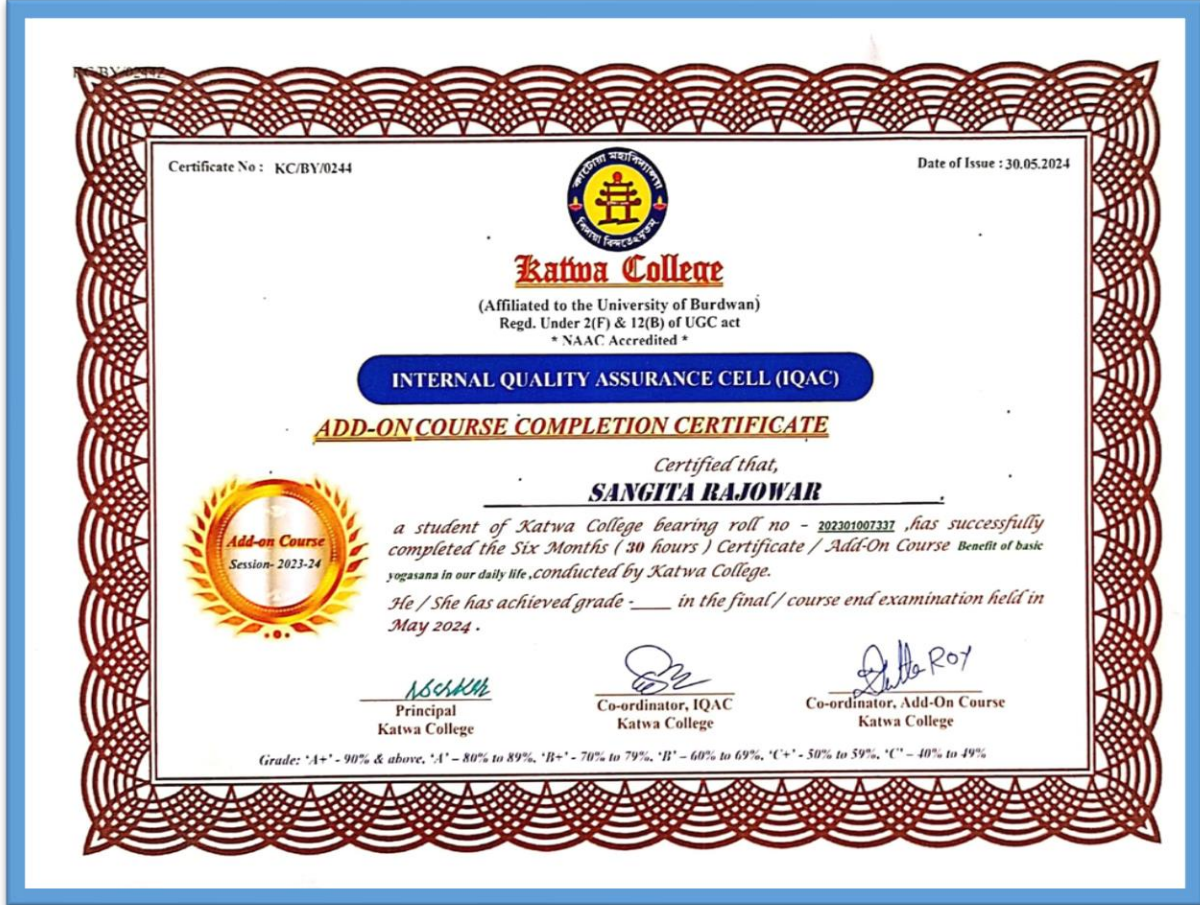 Certificate No : KC/BY/0244
Date of Issue : 30.05.2024
কাটোয়া মহাবিদ্যালয়
Katwa College
(Affiliated to the University of Burdwan)
Regd. Under 2(F) & 12(B) of UGC act
* NAAC Accredited *
INTERNAL QUALITY ASSURANCE CELL (IQAC)
ADD-ON COURSE COMPLETION CERTIFICATE
Certified that,
SANGITA RAJOWAR .
Add-on Course
Session- 2023-24
a student of Katwa College bearing roll no - 202301007337 ,has successfully
completed the Six Months ( 30 hours ) Certificate / Add-On Course Benefit of basic
yogasana in our daily life ,conducted by Katwa College.
He / She has achieved grade -____ in the final / course end examination held in
May 2024 .
Roy
Principal
Katwa College
Co-ordinator, IQAC
Katwa College
Co-ordinator, Add-On Course
Katwa College
Grade: 'A+' - 90% & above, 'A' – 80% to 89%, 'B+' - 70% to 79%, 'B' – 60% to 69%, 'C+' - 50% to 59%, 'C' – 40% to 49%